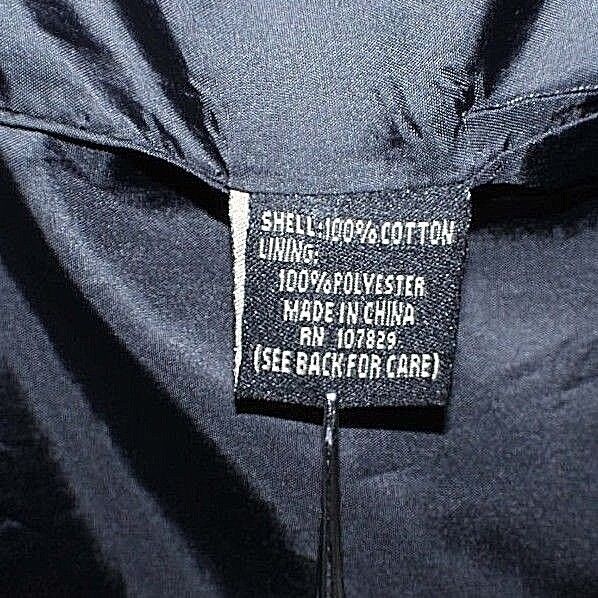 SHELL:100%COTTON
LINING:
100%POLYESTER
MADE IN CHINA
RN 107829
(SEE BACK FOR CARE)